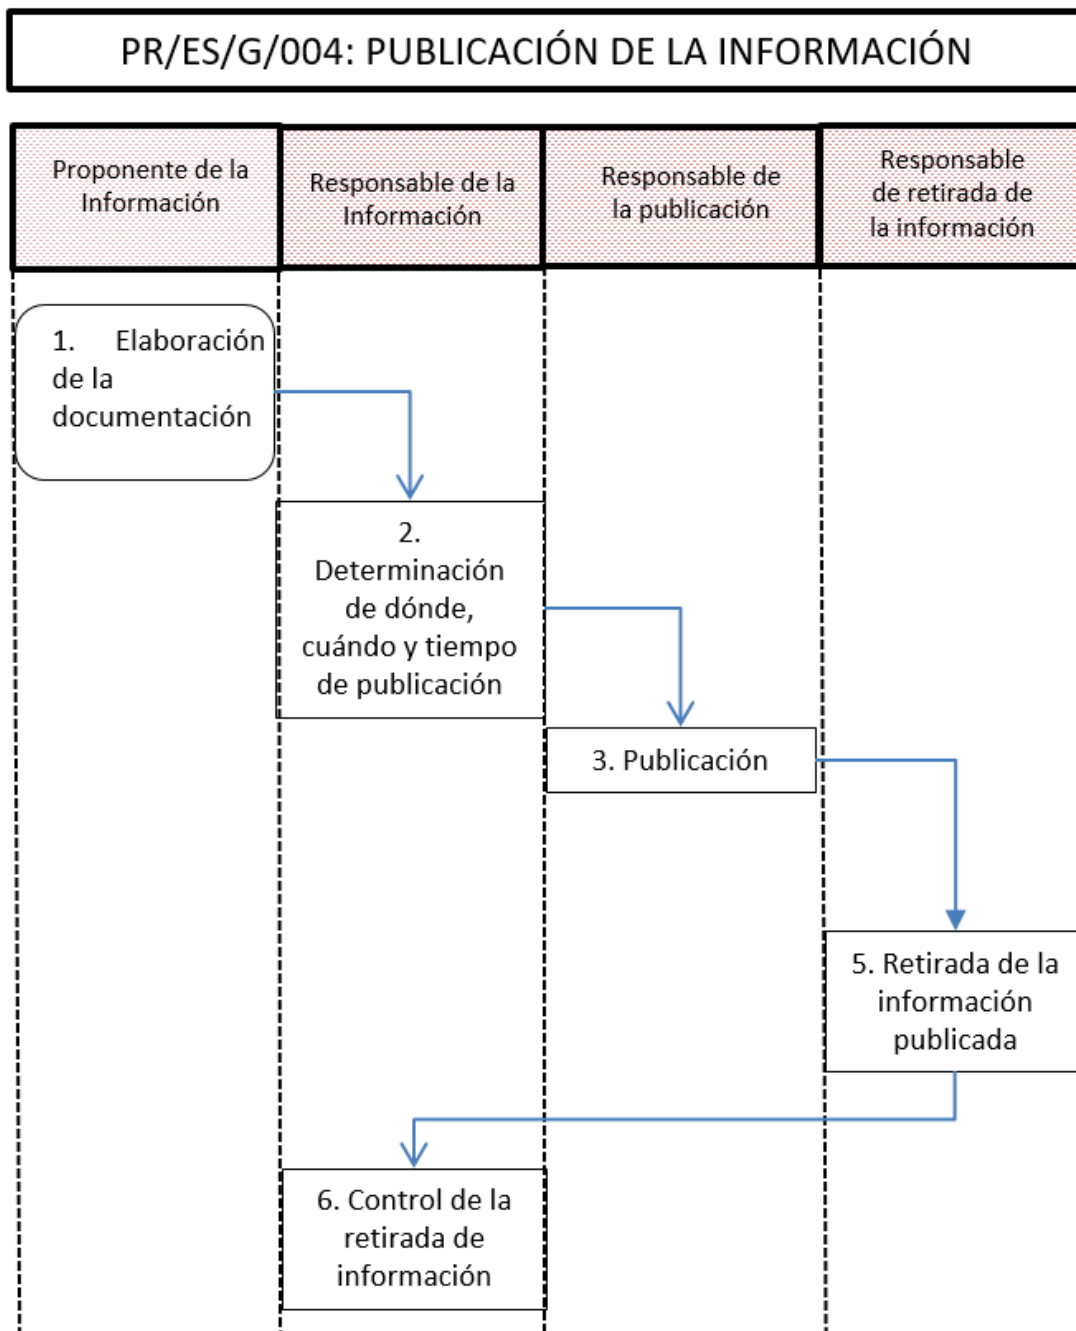 PR/ES/G/004: PUBLICACIÓN DE LA INFORMACIÓN
Proponente de la
Información
Responsable de la
Información
Responsable de
la publicación
Responsable
de retirada de
la información
1. Elaboración
de la
documentación
2.
Determinación
de dónde,
cuándo y tiempo
de publicación
3. Publicación
5. Retirada de la
información
publicada
6. Control de la
retirada de
información